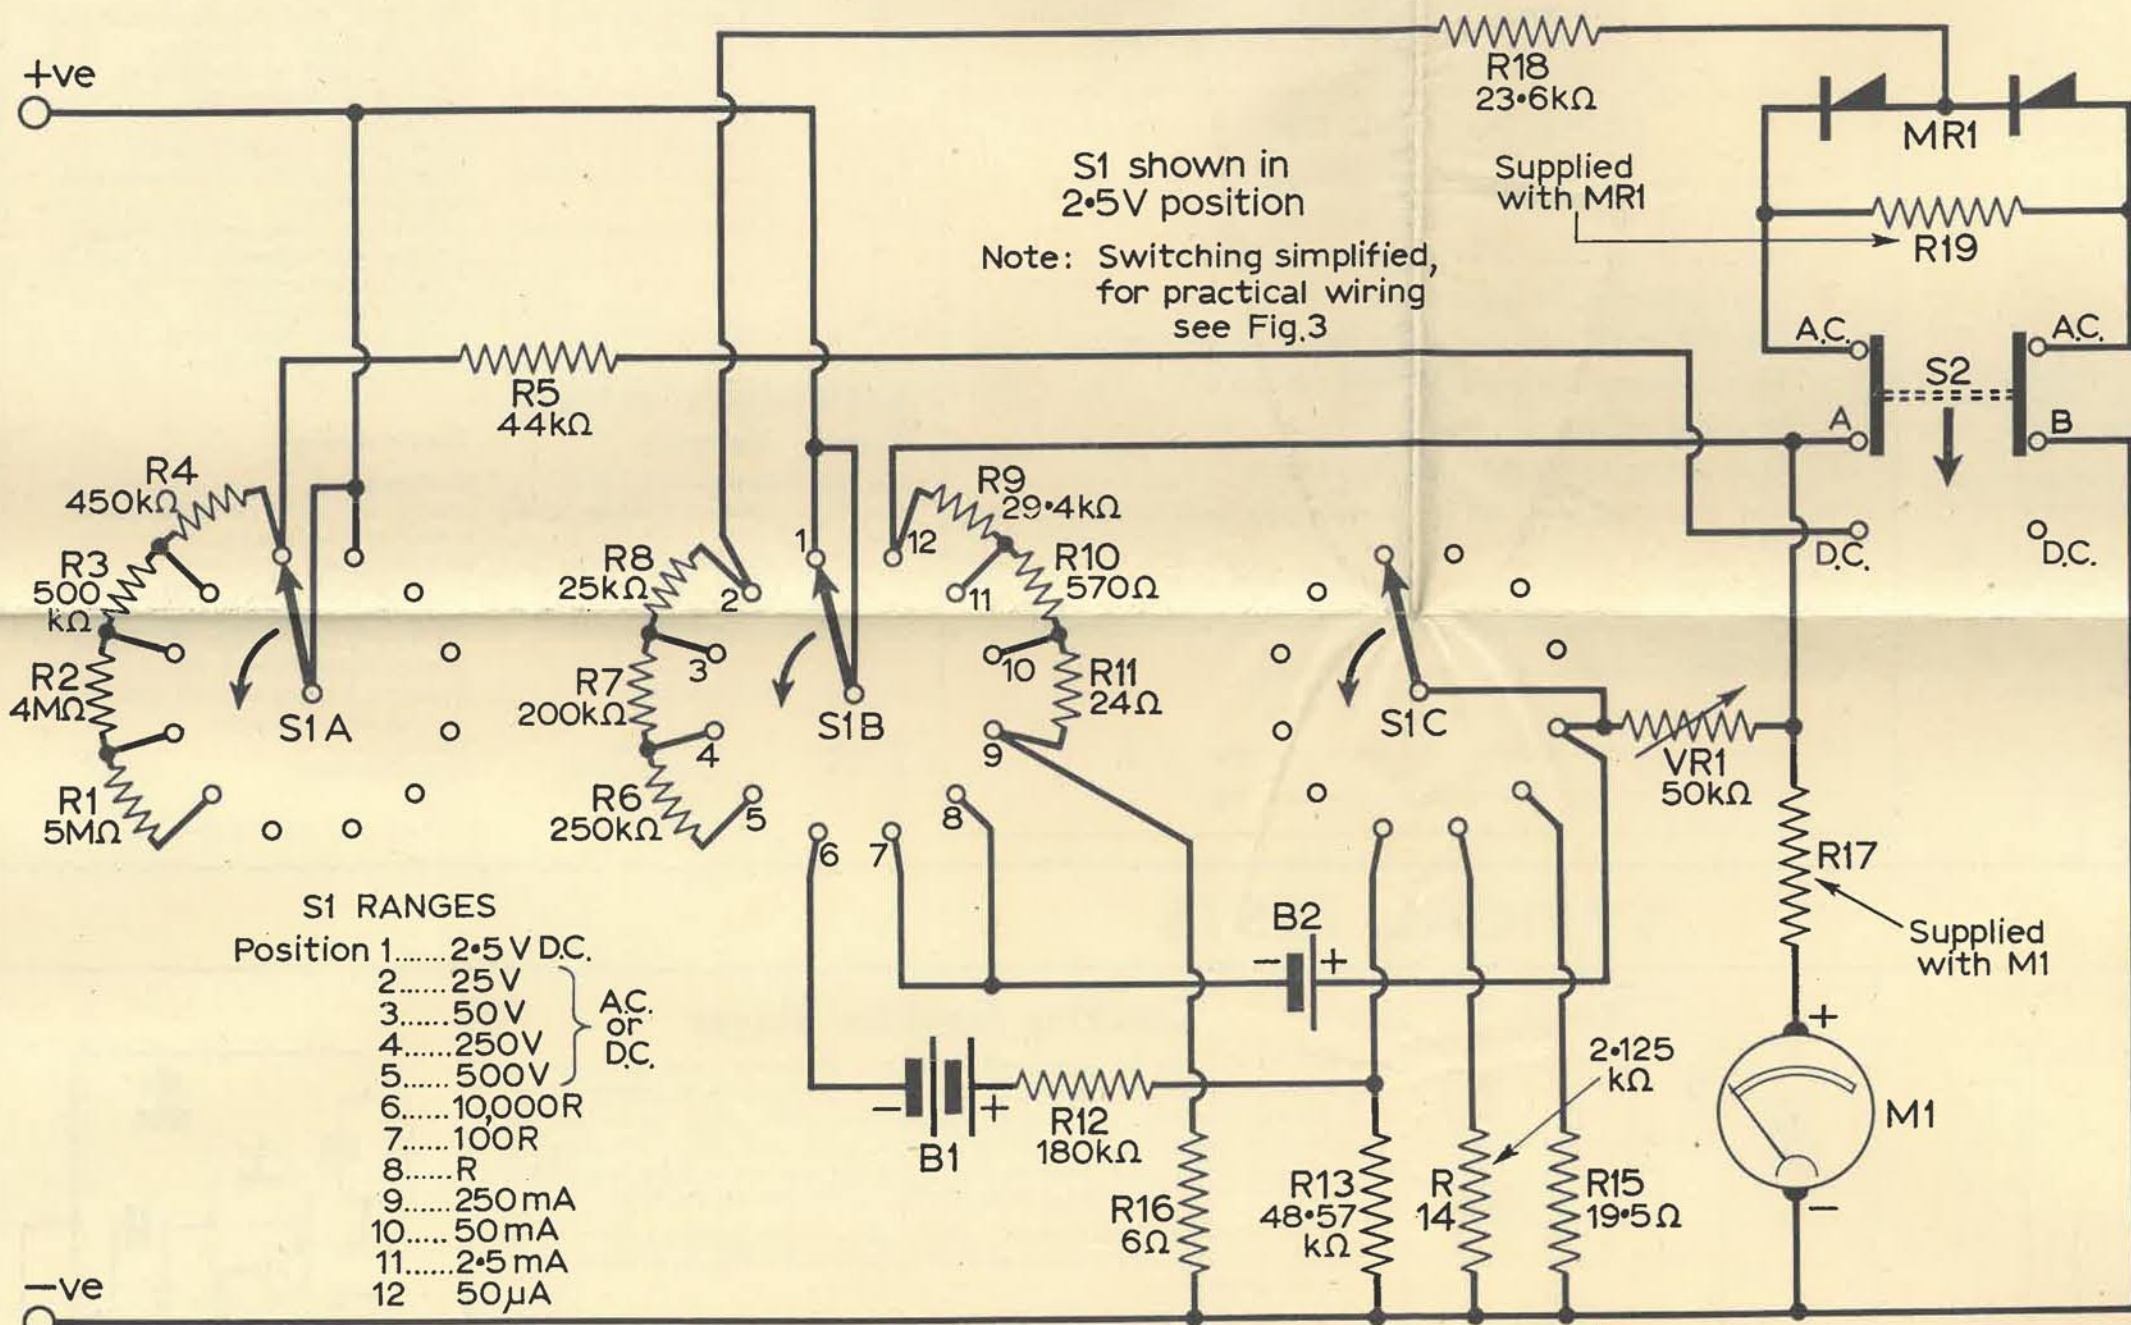 +ve
R18
23•6kΩ
MR1
S1 shown in
2•5V position
Supplied
with MR1
Note: Switching simplified,
for practical wiring
see Fig.3
R19
A.C.
A.C.
S2
A
B
D.C.
D.C.
R5
44kΩ
R4
450kΩ
R3
500
kΩ
R2
4MΩ
R1
5MΩ
S1A
R8
25kΩ
R7
200kΩ
R6
250kΩ
S1B
1
2
3
4
5
6
7
8
9
10
11
12
R9
29•4kΩ
R10
570Ω
R11
24Ω
S1C
VR1
50kΩ
R17
Supplied
with M1
+
M1
−
S1 RANGES
Position 1......2•5V D.C.
2......25V
3......50V
4......250V
5......500V
A.C.
or
D.C.
6......10,000R
7......100R
8......R
9......250mA
10.....50mA
11......2•5mA
12 50μA
B2
− +
− +
B1
R12
180kΩ
R16
6Ω
R13
48•57
kΩ
R
14
2•125
kΩ
R15
19•5Ω
−ve